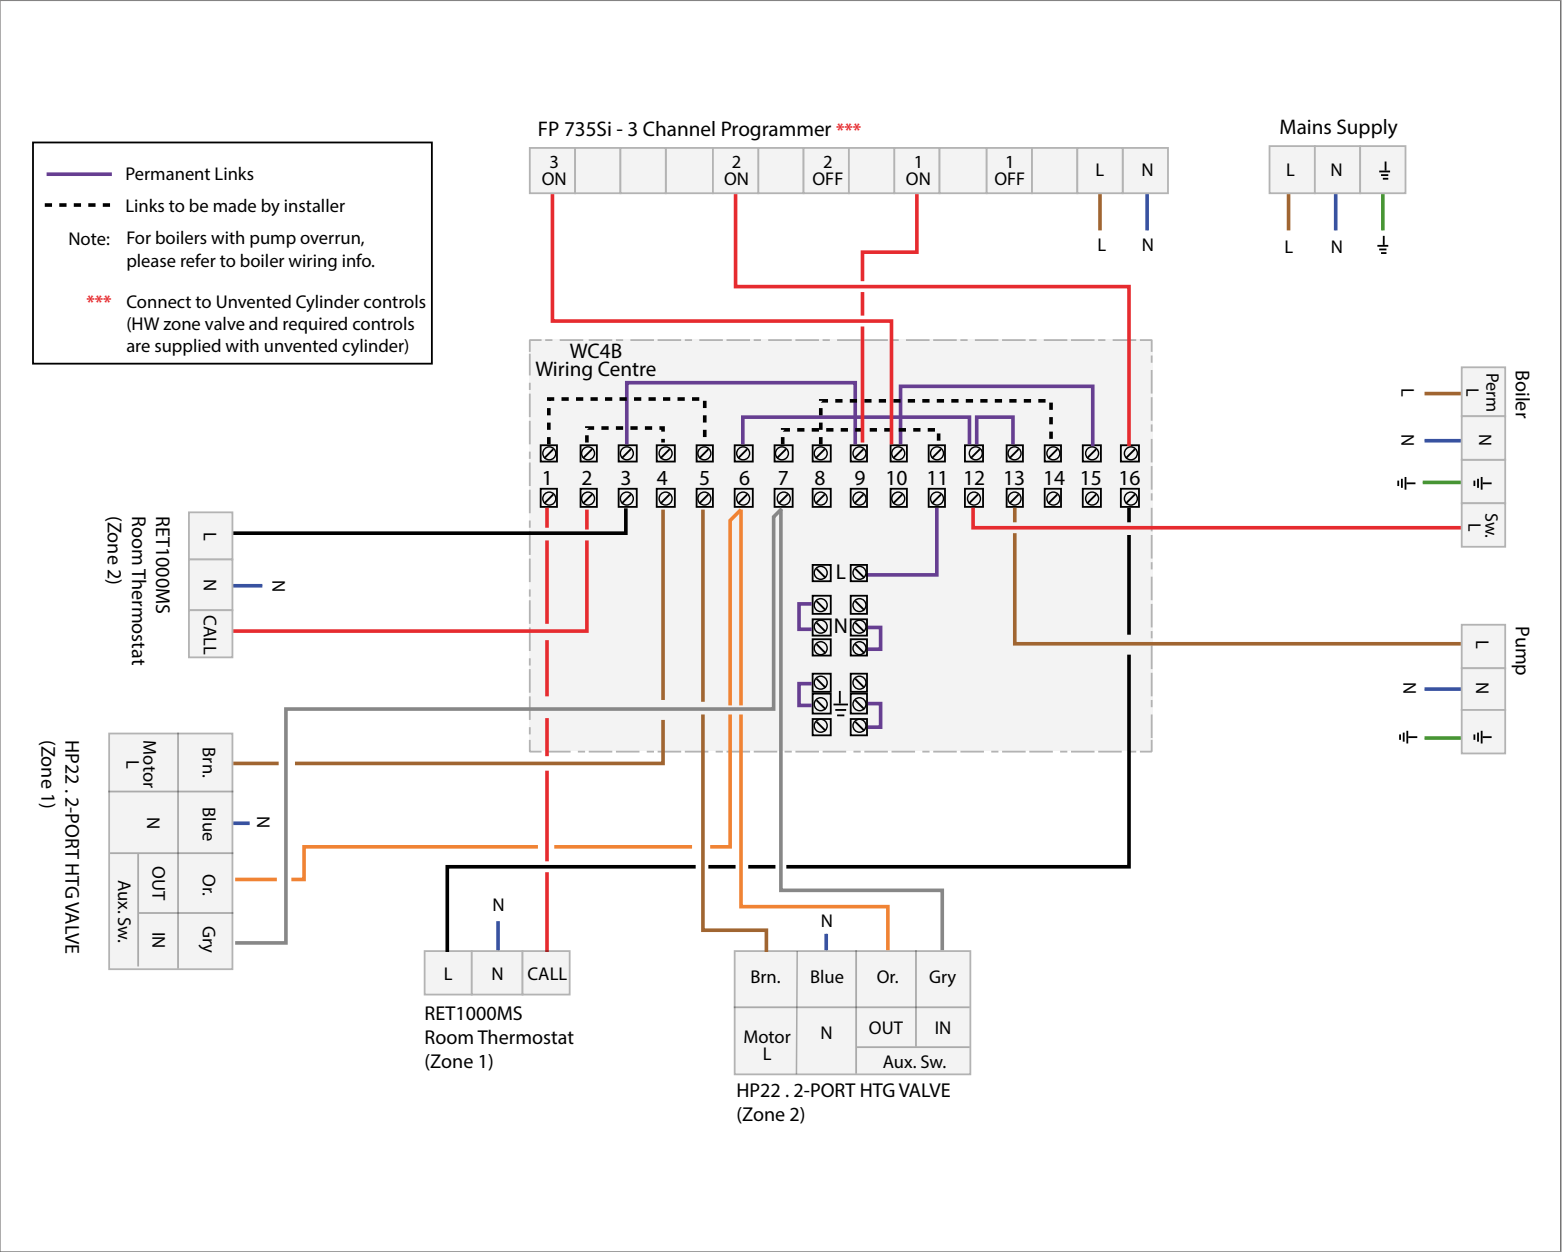 FP 735Si - 3 Channel Programmer ***
3 ON
2 ON
2 OFF
1 ON
1 OFF
L
N
L
N
Mains Supply
L
N
L
N
Permanent Links
Links to be made by installer
Note: For boilers with pump overrun,
please refer to boiler wiring info.
*** Connect to Unvented Cylinder controls
(HW zone valve and required controls
are supplied with unvented cylinder)
WC4B
Wiring Centre
1 2 3 4 5 6 7 8 9 10 11 12 13 14 15 16
L
N
Boiler
Perm L
L
N
N
Sw. L
Pump
L
N
N
RET1000MS
Room Thermostat
(Zone 2)
L
N
N
CALL
HP22 . 2-PORT HTG VALVE
(Zone 1)
Motor L
Brn.
N
Blue
N
Aux. Sw.
OUT
Or.
IN
Gry
N
L
N
CALL
RET1000MS
Room Thermostat
(Zone 1)
N
Brn.
Blue
Or.
Gry
Motor L
N
OUT
IN
Aux. Sw.
HP22 . 2-PORT HTG VALVE
(Zone 2)